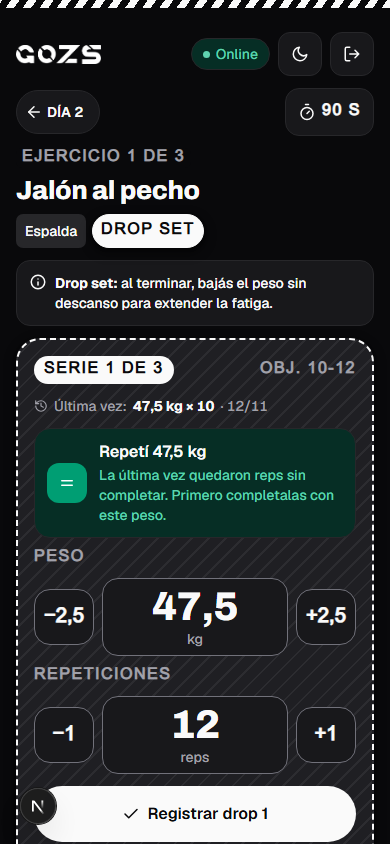 GOZS
Online
DÍA 2
90 S
EJERCICIO 1 DE 3
Jalón al pecho
Espalda
DROP SET
Drop set: al terminar, bajás el peso sin
descanso para extender la fatiga.
SERIE 1 DE 3
OBJ. 10-12
Última vez: 47,5 kg × 10 · 12/11
Repetí 47,5 kg
La última vez quedaron reps sin
completar. Primero completalas con
este peso.
PESO
−2,5
47,5
kg
+2,5
REPETICIONES
−1
12
reps
+1
N
Registrar drop 1